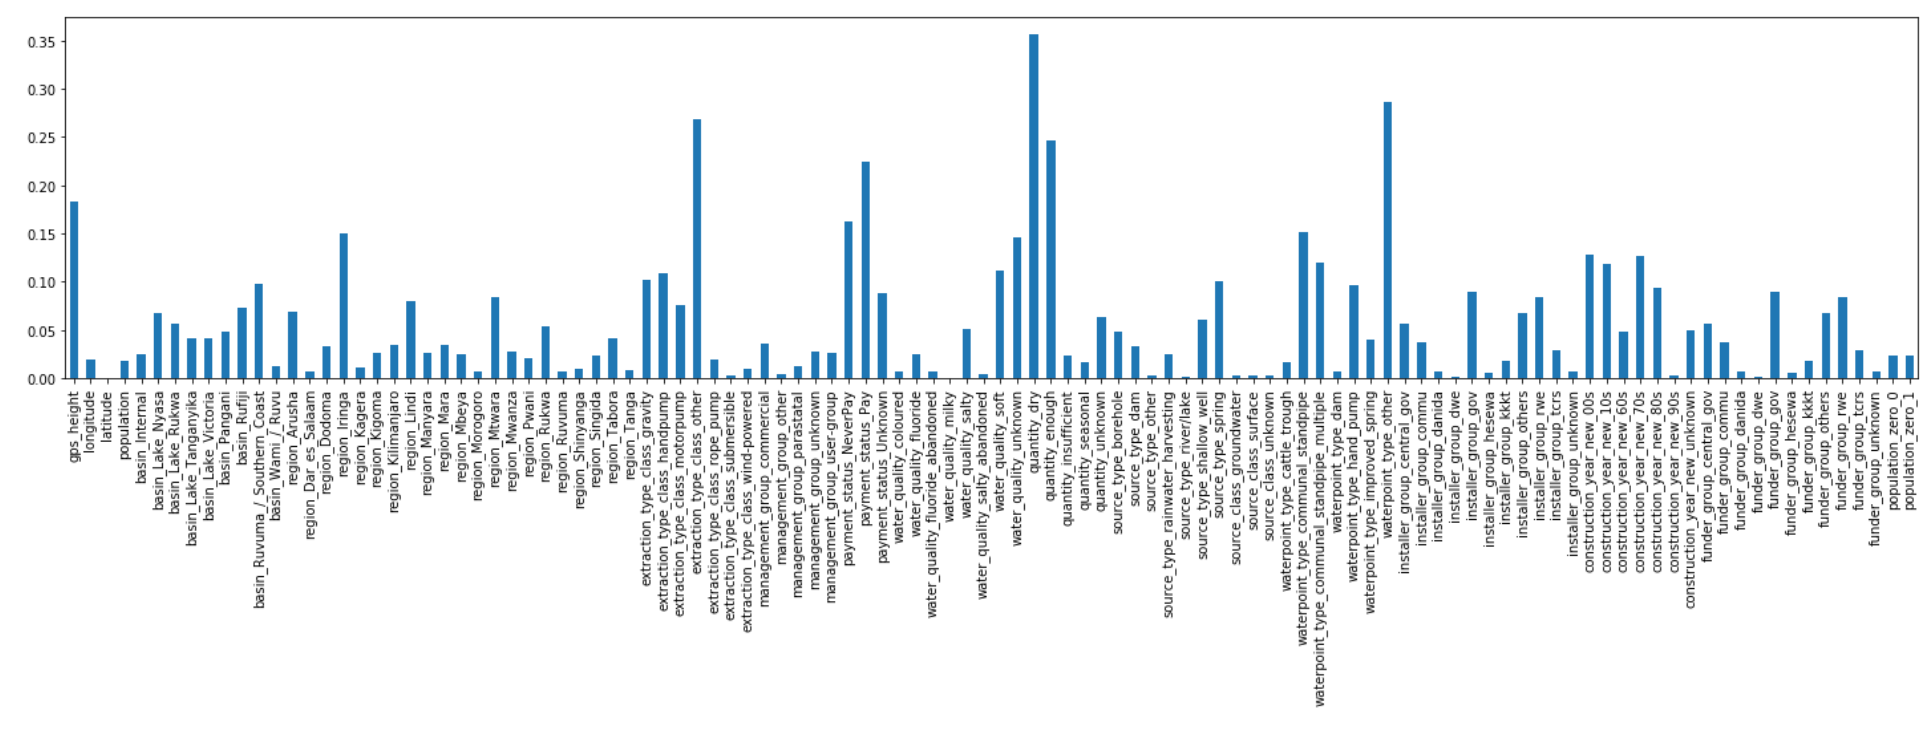 0.35
0.30
0.25
0.20
0.15
0.10
0.05
0.00
gps_height
longitude
latitude
population
basin_Internal
basin_Lake_Nyasa
basin_Lake_Rukwa
basin_Lake_Tanganyika
basin_Lake_Victoria
basin_Pangani
basin_Rufiji
basin_Ruvuma / Southern_Coast
basin_Wami_/ Ruvu
region_Arusha
region_Dar es Salaam
region_Dodoma
region_Iringa
region_Kagera
region_Kigoma
region_Kilimanjaro
region_Lindi
region_Manyara
region_Mara
region_Mbeya
region_Morogoro
region_Mtwara
region_Mwanza
region_Pwani
region_Rukwa
region_Ruvuma
region_Shinyanga
region_Singida
region_Tabora
region_Tanga
extraction_type_class_gravity
extraction_type_class_handpump
extraction_type_class_motorpump
extraction_type_class_other
extraction_type_class_rope_pump
extraction_type_class_submersible
extraction_type_class_wind-powered
management_group_commercial
management_group_other
management_group_parastatal
management_group_unknown
management_group_user-group
payment_status_NeverPay
payment_status_Pay
payment_status_Unknown
water_quality_coloured
water_quality_fluoride
water_quality_fluoride_abandoned
water_quality_milky
water_quality_salty
water_quality_salty_abandoned
water_quality_soft
water_quality_unknown
quantity_dry
quantity_enough
quantity_insufficient
quantity_seasonal
quantity_unknown
source_type_borehole
source_type_dam
source_type_other
source_type_rainwater_harvesting
source_type_river/lake
source_type_shallow_well
source_type_spring
source_class_groundwater
source_class_surface
source_class_unknown
waterpoint_type_cattle_trough
waterpoint_type_communal_standpipe
waterpoint_type_communal_standpipe_multiple
waterpoint_type_dam
waterpoint_type_hand_pump
waterpoint_type_improved_spring
waterpoint_type_other
installer_group_central_gov
installer_group_commu
installer_group_danida
installer_group_dwe
installer_group_gov
installer_group_hesewa
installer_group_kkkt
installer_group_others
installer_group_rwe
installer_group_tcrs
installer_group_unknown
construction_year_new_00s
construction_year_new_10s
construction_year_new_60s
construction_year_new_70s
construction_year_new_80s
construction_year_new_90s
construction_year_new_unknown
funder_group_central_gov
funder_group_commu
funder_group_danida
funder_group_dwe
funder_group_gov
funder_group_hesewa
funder_group_kkkt
funder_group_others
funder_group_rwe
funder_group_tcrs
funder_group_unknown
population_zero_0
population_zero_1